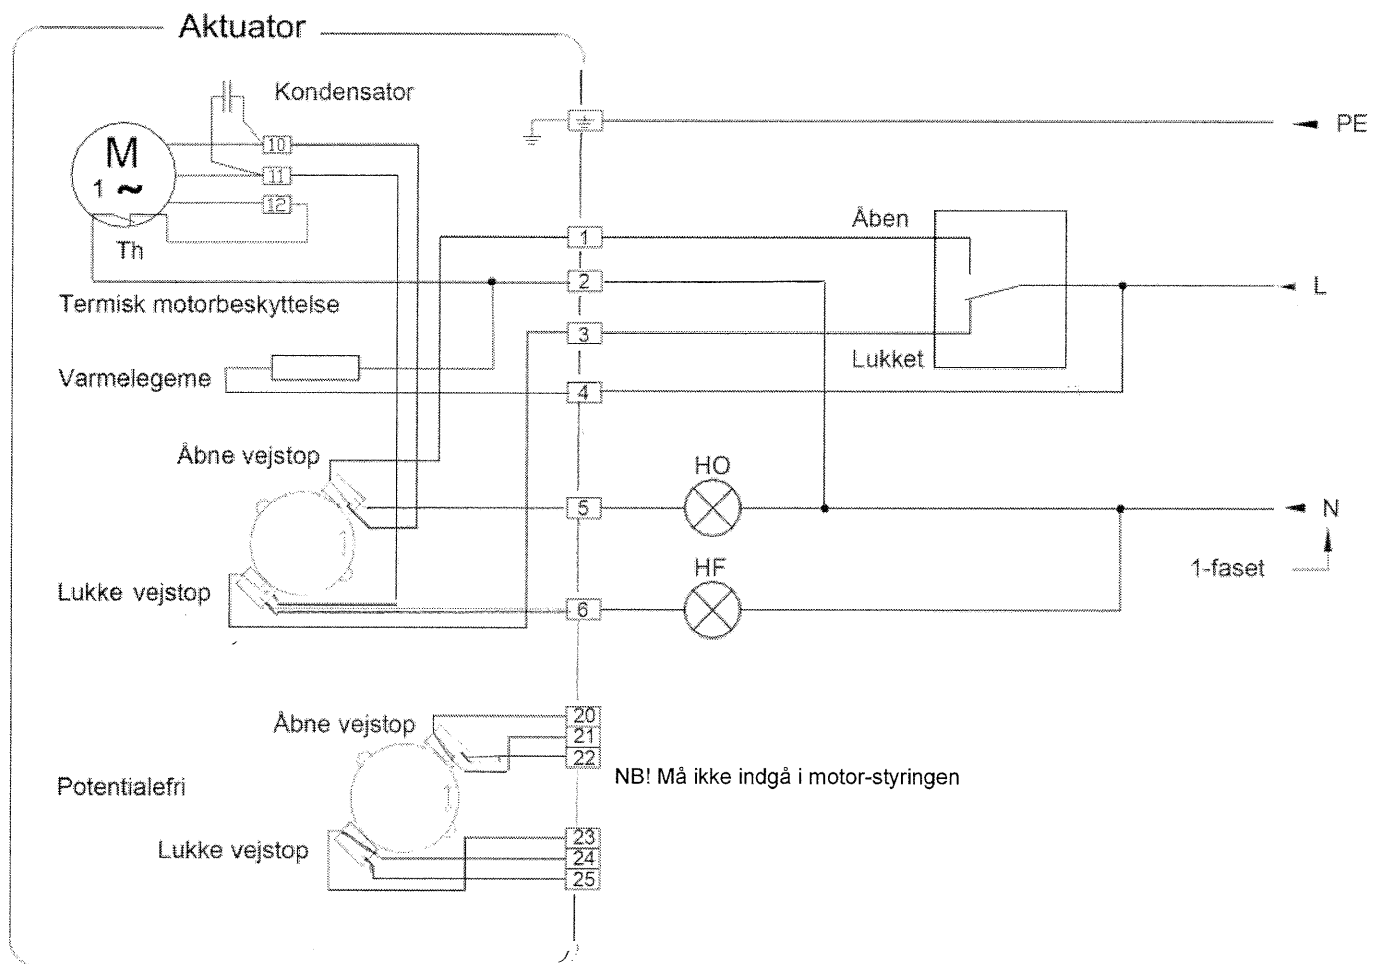 Aktuator
Kondensator
PE
M
1 ~
10
11
12
Th
Åben
1
2
L
Termisk motorbeskyttelse
3
Lukket
Varmelegeme
4
Åbne vejstop
HO
5
N
HF
1-faset
Lukke vejstop
6
Åbne vejstop
20
21
22
NB! Må ikke indgå i motor-styringen
Potentialefri
23
Lukke vejstop
24
25